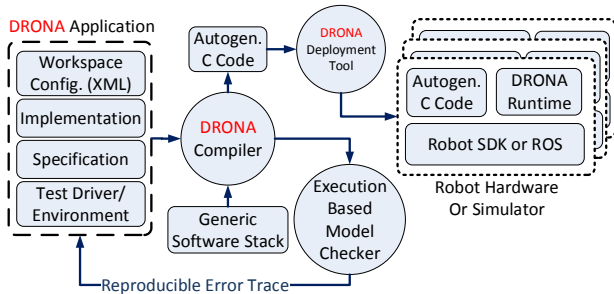 DRONA Application
Workspace
Config. (XML)
Implementation
Specification
Test Driver/
Environment
Autogen.
C Code
DRONA
Deployment
Tool
DRONA
Compiler
Generic
Software Stack
Execution
Based
Model
Checker
Autogen.
C Code
DRONA
Runtime
Robot SDK or ROS
Robot Hardware
Or Simulator
Reproducible Error Trace